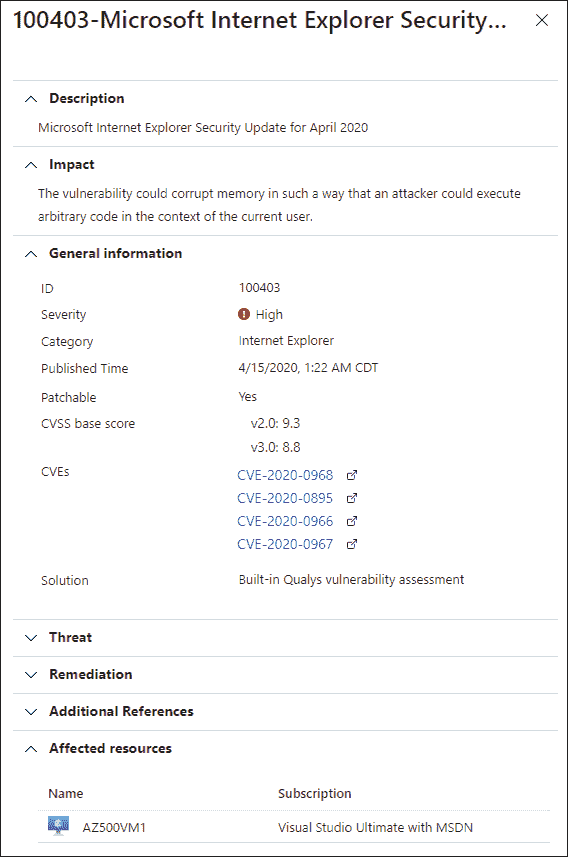 100403-Microsoft Internet Explorer Security...
Description
Microsoft Internet Explorer Security Update for April 2020
Impact
The vulnerability could corrupt memory in such a way that an attacker could execute
arbitrary code in the context of the current user.
General information
ID 100403
Severity High
Category Internet Explorer
Published Time 4/15/2020, 1:22 AM CDT
Patchable Yes
CVSS base score v2.0: 9.3
v3.0: 8.8
CVEs CVE-2020-0968
CVE-2020-0895
CVE-2020-0966
CVE-2020-0967
Solution Built-in Qualys vulnerability assessment
Threat
Remediation
Additional References
Affected resources
Name Subscription
AZ500VM1 Visual Studio Ultimate with MSDN